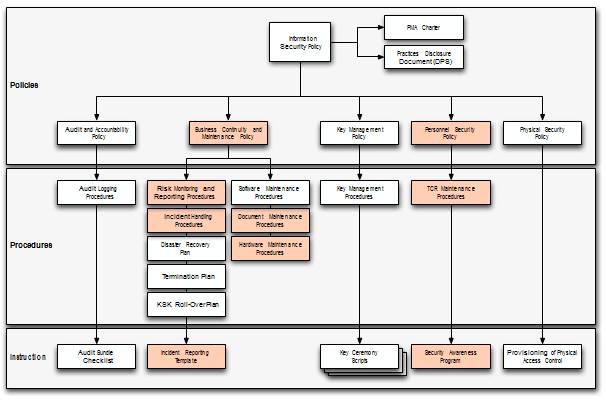 Information
Security Policy
PMA Charter
Practices Disclosure
Document (DPS)
Policies
Audit and Accountability
Policy
Business Continuity and
Maintenance Policy
Key Management
Policy
Personnel Security
Policy
Physical Security
Policy
Audit Logging
Procedures
Risk Monitoring and
Reporting Procedures
Software Maintenance
Procedures
Key Management
Procedures
TCR Maintenance
Procedures
Incident Handling
Procedures
Document Maintenance
Procedures
Procedures
Disaster Recovery
Plan
Hardware Maintenance
Procedures
Termination Plan
KSK Roll-Over Plan
Instruction
Audit Bundle
Checklist
Incident Reporting
Template
Key Ceremony
Scripts
Security Awareness
Program
Provisioning of Physical
Access Control